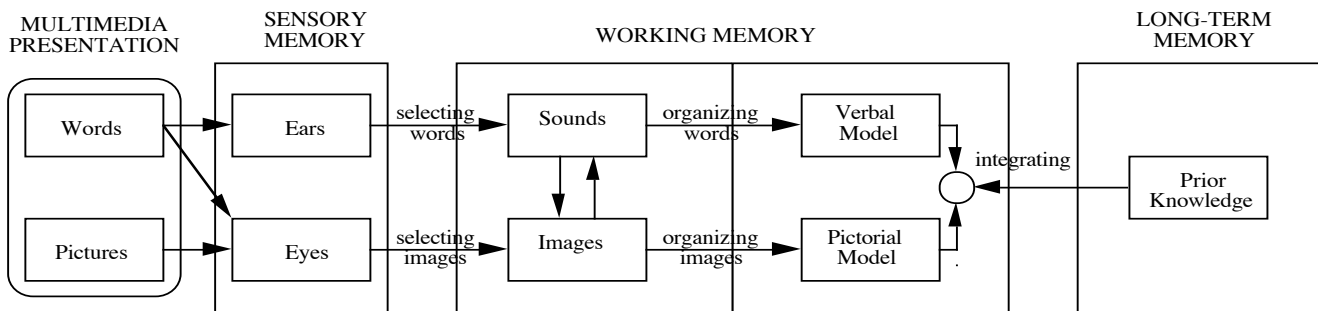 MULTIMEDIA
PRESENTATION
SENSORY
MEMORY
WORKING MEMORY
LONG-TERM
MEMORY
Words
Ears
selecting
words
Sounds
organizing
words
Verbal
Model
integrating
Prior
Knowledge
Pictures
Eyes
selecting
images
Images
organizing
images
Pictorial
Model